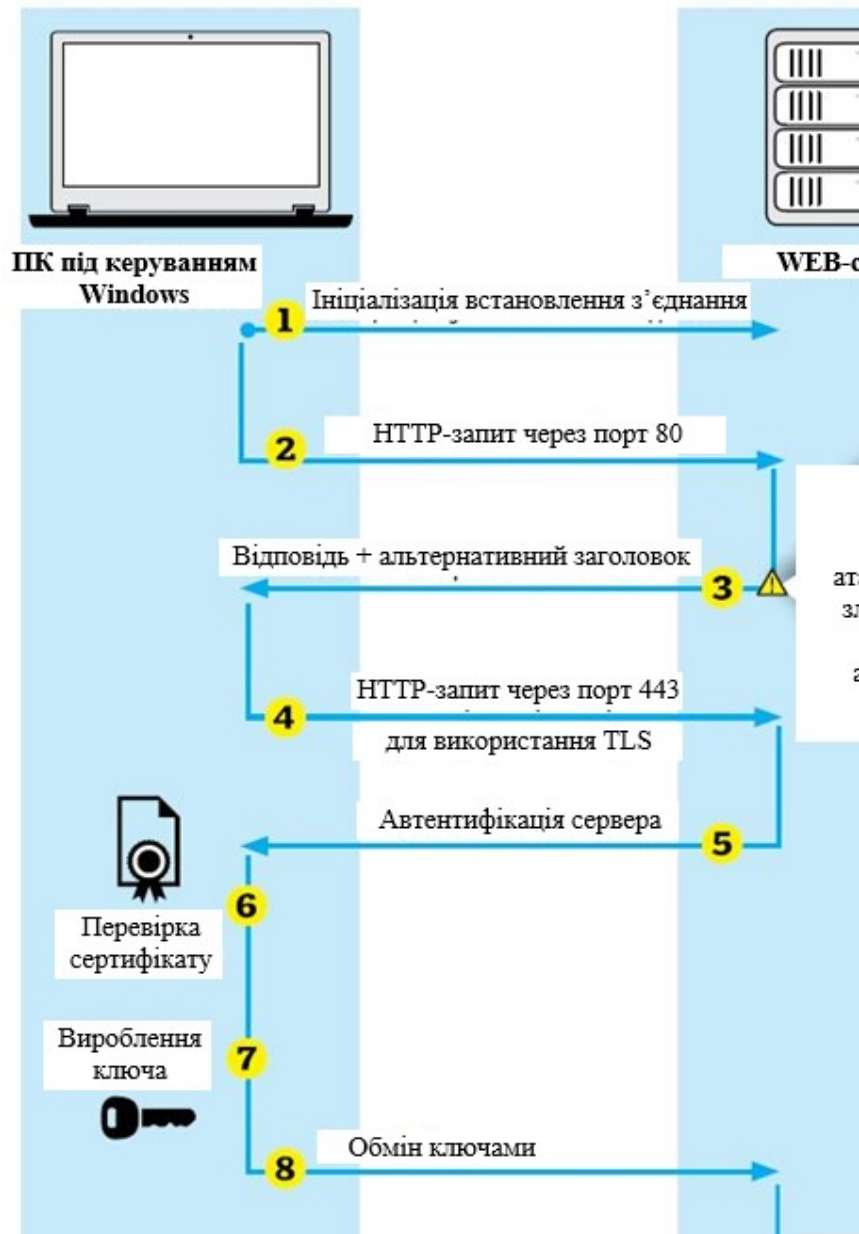 ПК під керуванням
Windows
WEB-с
1 Ініціалізація встановлення з’єднання
2 HTTP-запит через порт 80
Відповідь + альтернативний заголовок
3
ата
зл
а
HTTP-запит через порт 443
4
для використання TLS
Автентифікація сервера
5
6
Перевірка
сертифікату
Вироблення
ключа
7
8 Обмін ключами